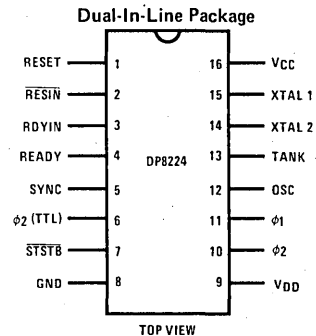 Dual-In-Line Package
RESET 1 16 VCC
RESIN 2 15 XTAL 1
RDYIN 3 14 XTAL 2
READY 4 DP8224 13 TANK
SYNC 5 12 OSC
ϕ2 (TTL) 6 11 ϕ1
STSTB 7 10 ϕ2
GND 8 9 VDD
TOP VIEW